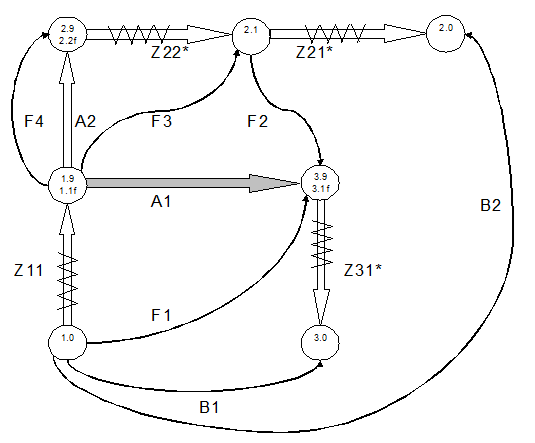 2.9
2.2f
2.1
2.0
Z22*
Z21*
F4
A2
F3
F2
1.9
1.1f
3.9
3.1f
A1
B2
Z11
Z31*
F1
1.0
3.0
B1